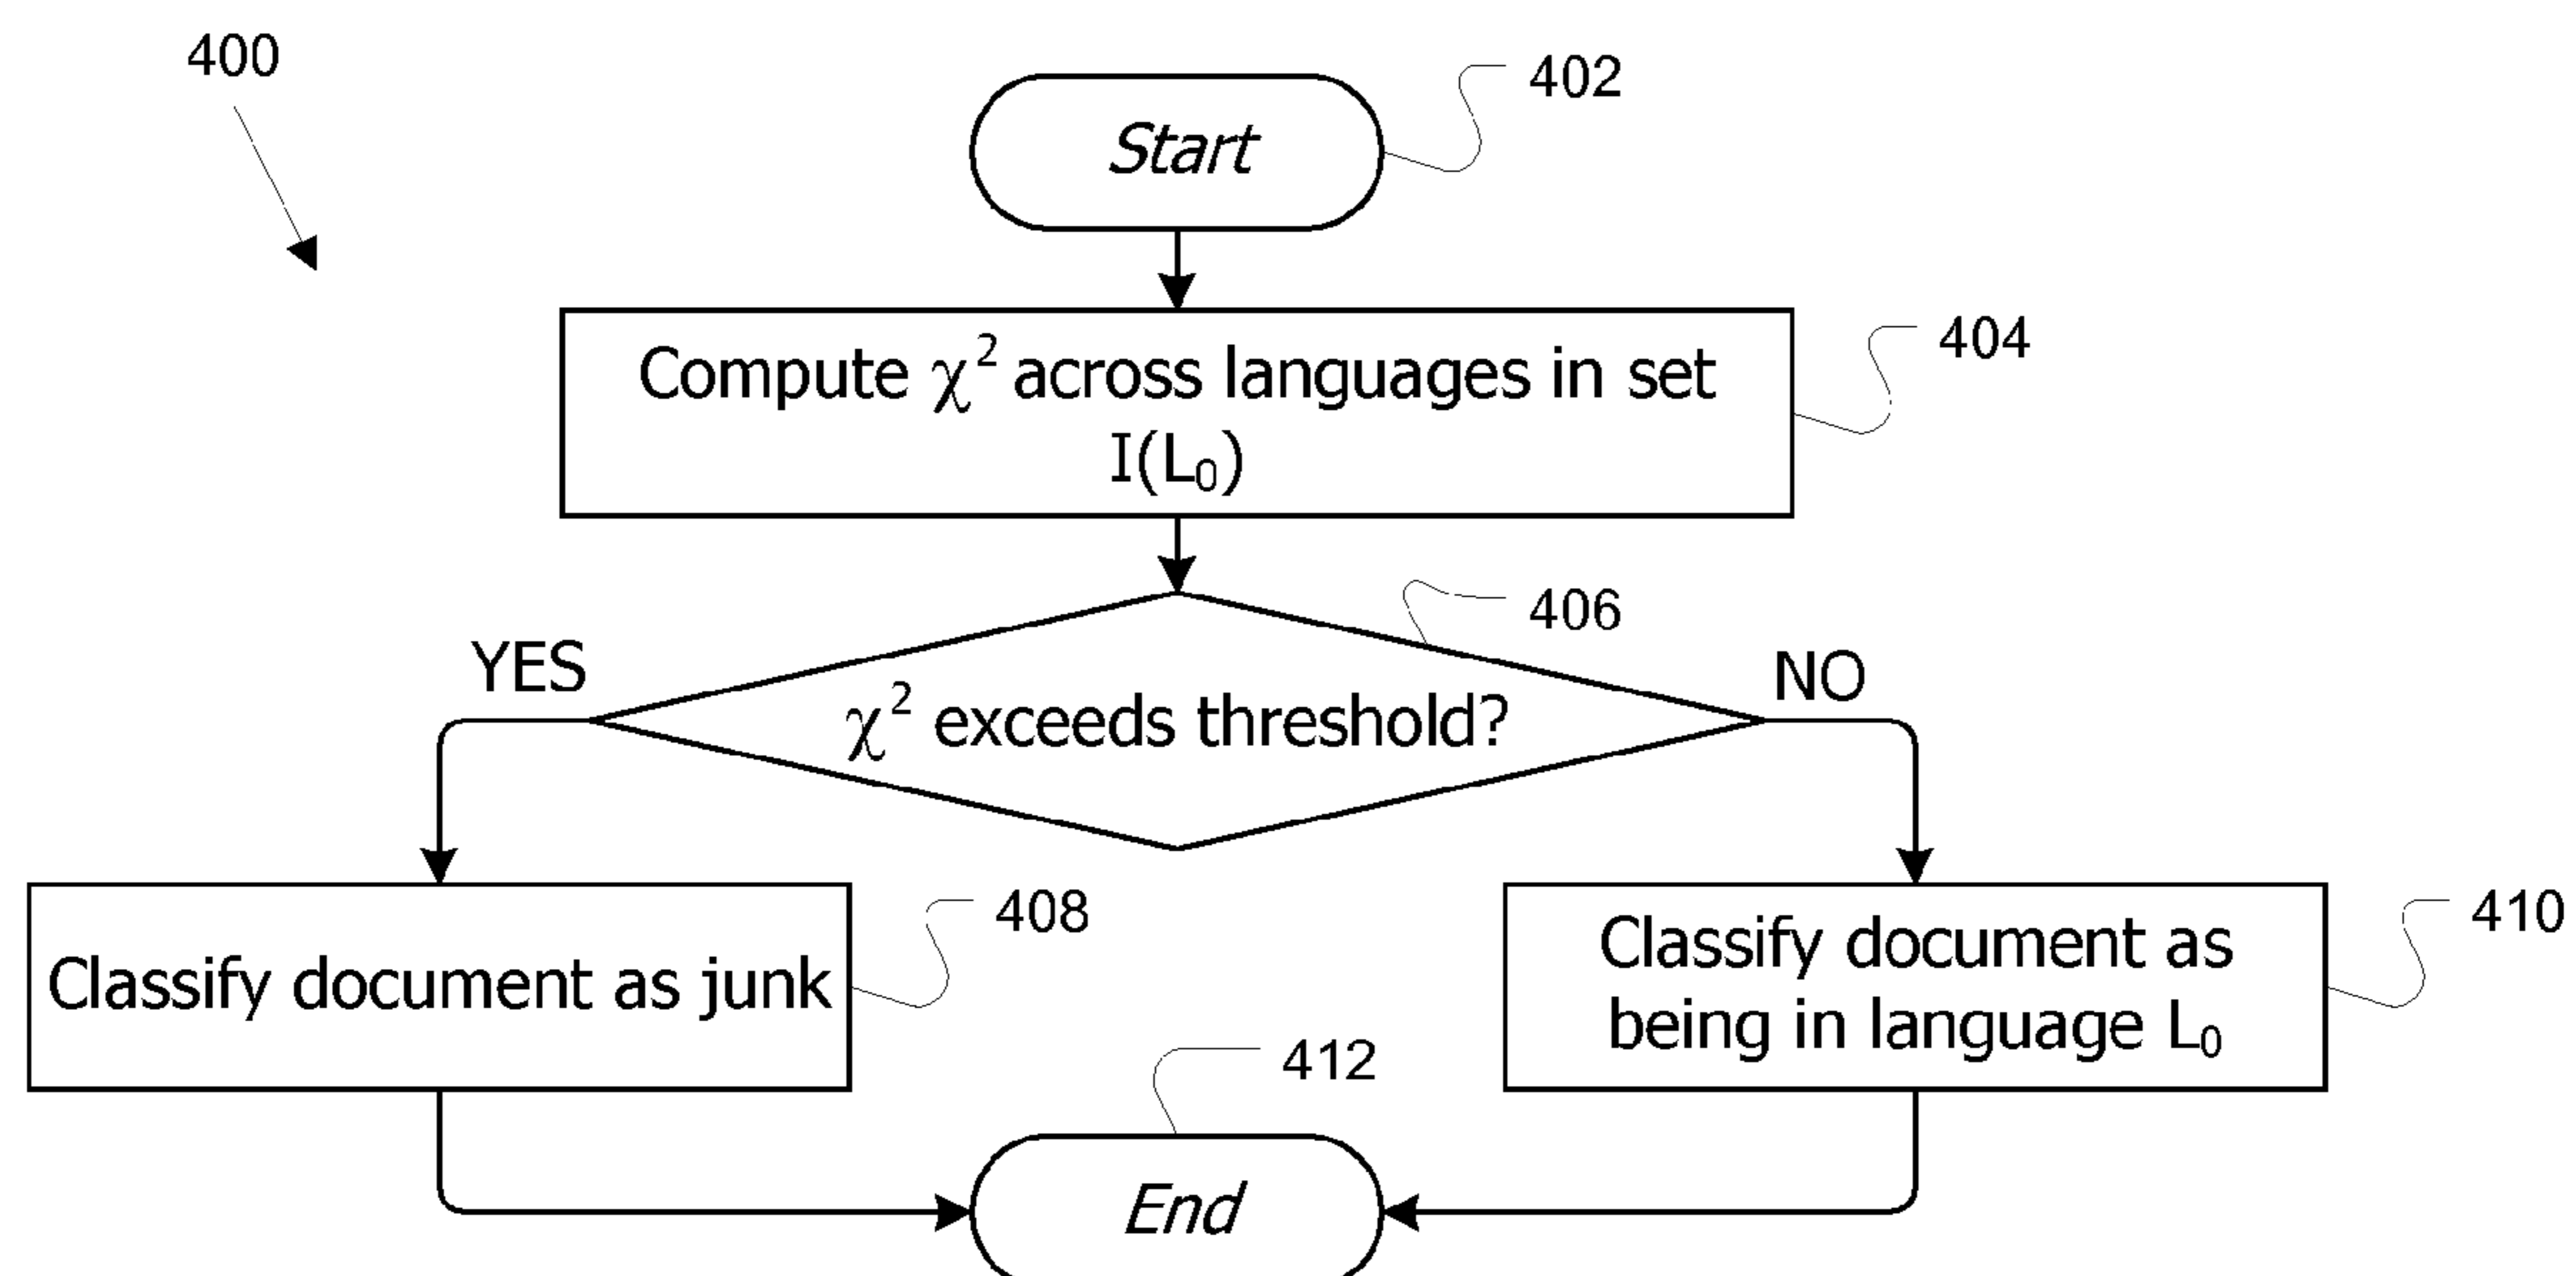 400
402
Start
Compute χ² across languages in set
I(L₀)
404
406
YES
NO
χ² exceeds threshold?
408
Classify document as junk
410
Classify document as
being in language L₀
412
End